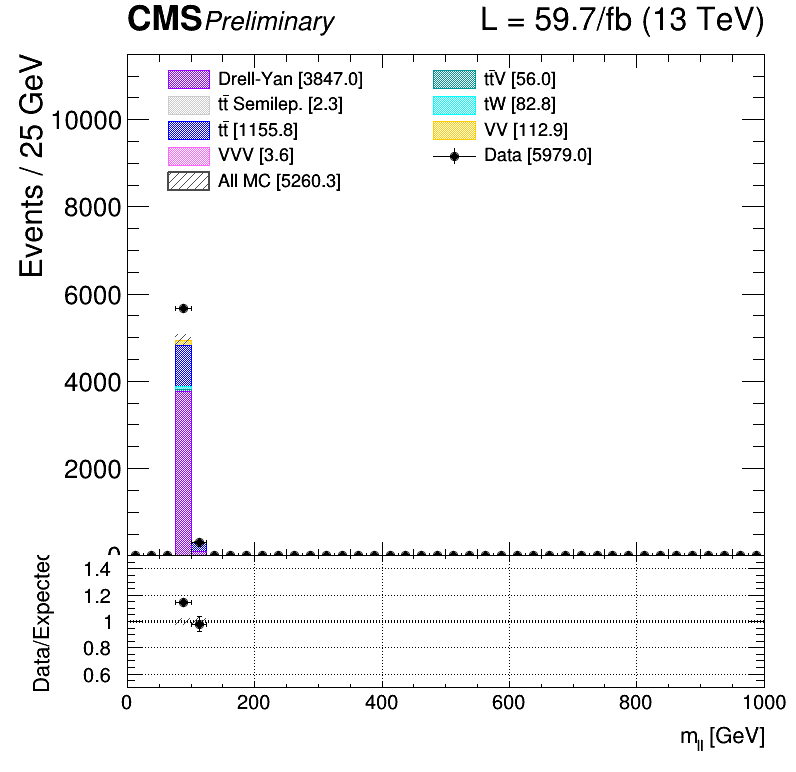 CMS Preliminary L = 59.7/fb (13 TeV)
Events / 25 GeV
10000
8000
6000
4000
2000
0
Drell-Yan [3847.0]
tt̄ Semilep. [2.3]
tt̄ [1155.8]
VVV [3.6]
All MC [5260.3]
tt̄V [56.0]
tW [82.8]
VV [112.9]
Data [5979.0]
Data/Expected
1.4
1.2
1
0.8
0.6
0 200 400 600 800 1000
m_ll [GeV]